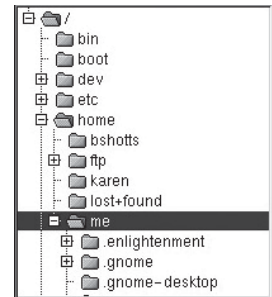 /
bin
boot
dev
etc
home
bshotts
ftp
karen
lost+found
me
.enlightenment
.gnome
.gnome-desktop